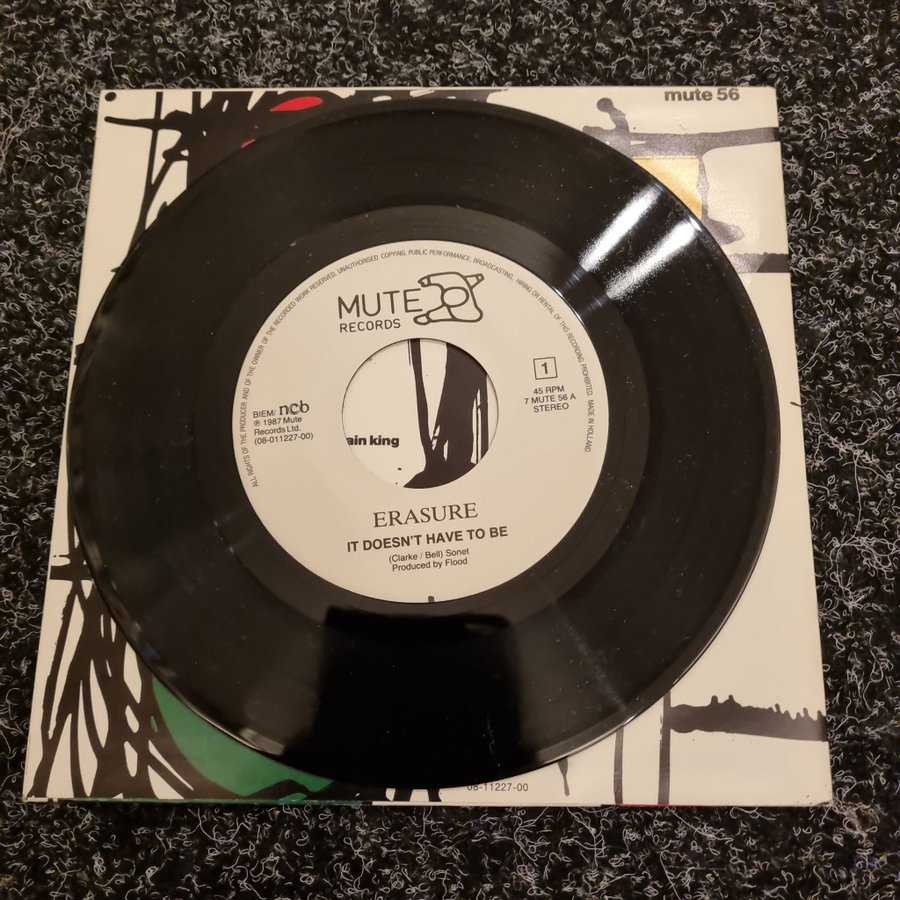 mute 56
ALL RIGHTS OF THE PRODUCER AND OF THE OWNER OF THE RECORDED WORK RESERVED. UNAUTHORISED COPYING, PUBLIC PERFORMANCE, BROADCASTING, HIRING OR RENTAL OF THIS RECORDING PROHIBITED. MADE IN HOLLAND
MUTE
RECORDS
1
45 RPM
7 MUTE 56 A
STEREO
BIEM/ ncb
℗ 1987 Mute
Records Ltd.
(08-011227-00)
ain king
ERASURE
IT DOESN'T HAVE TO BE
(Clarke / Bell) Sonet
Produced by Flood
08-11227-00